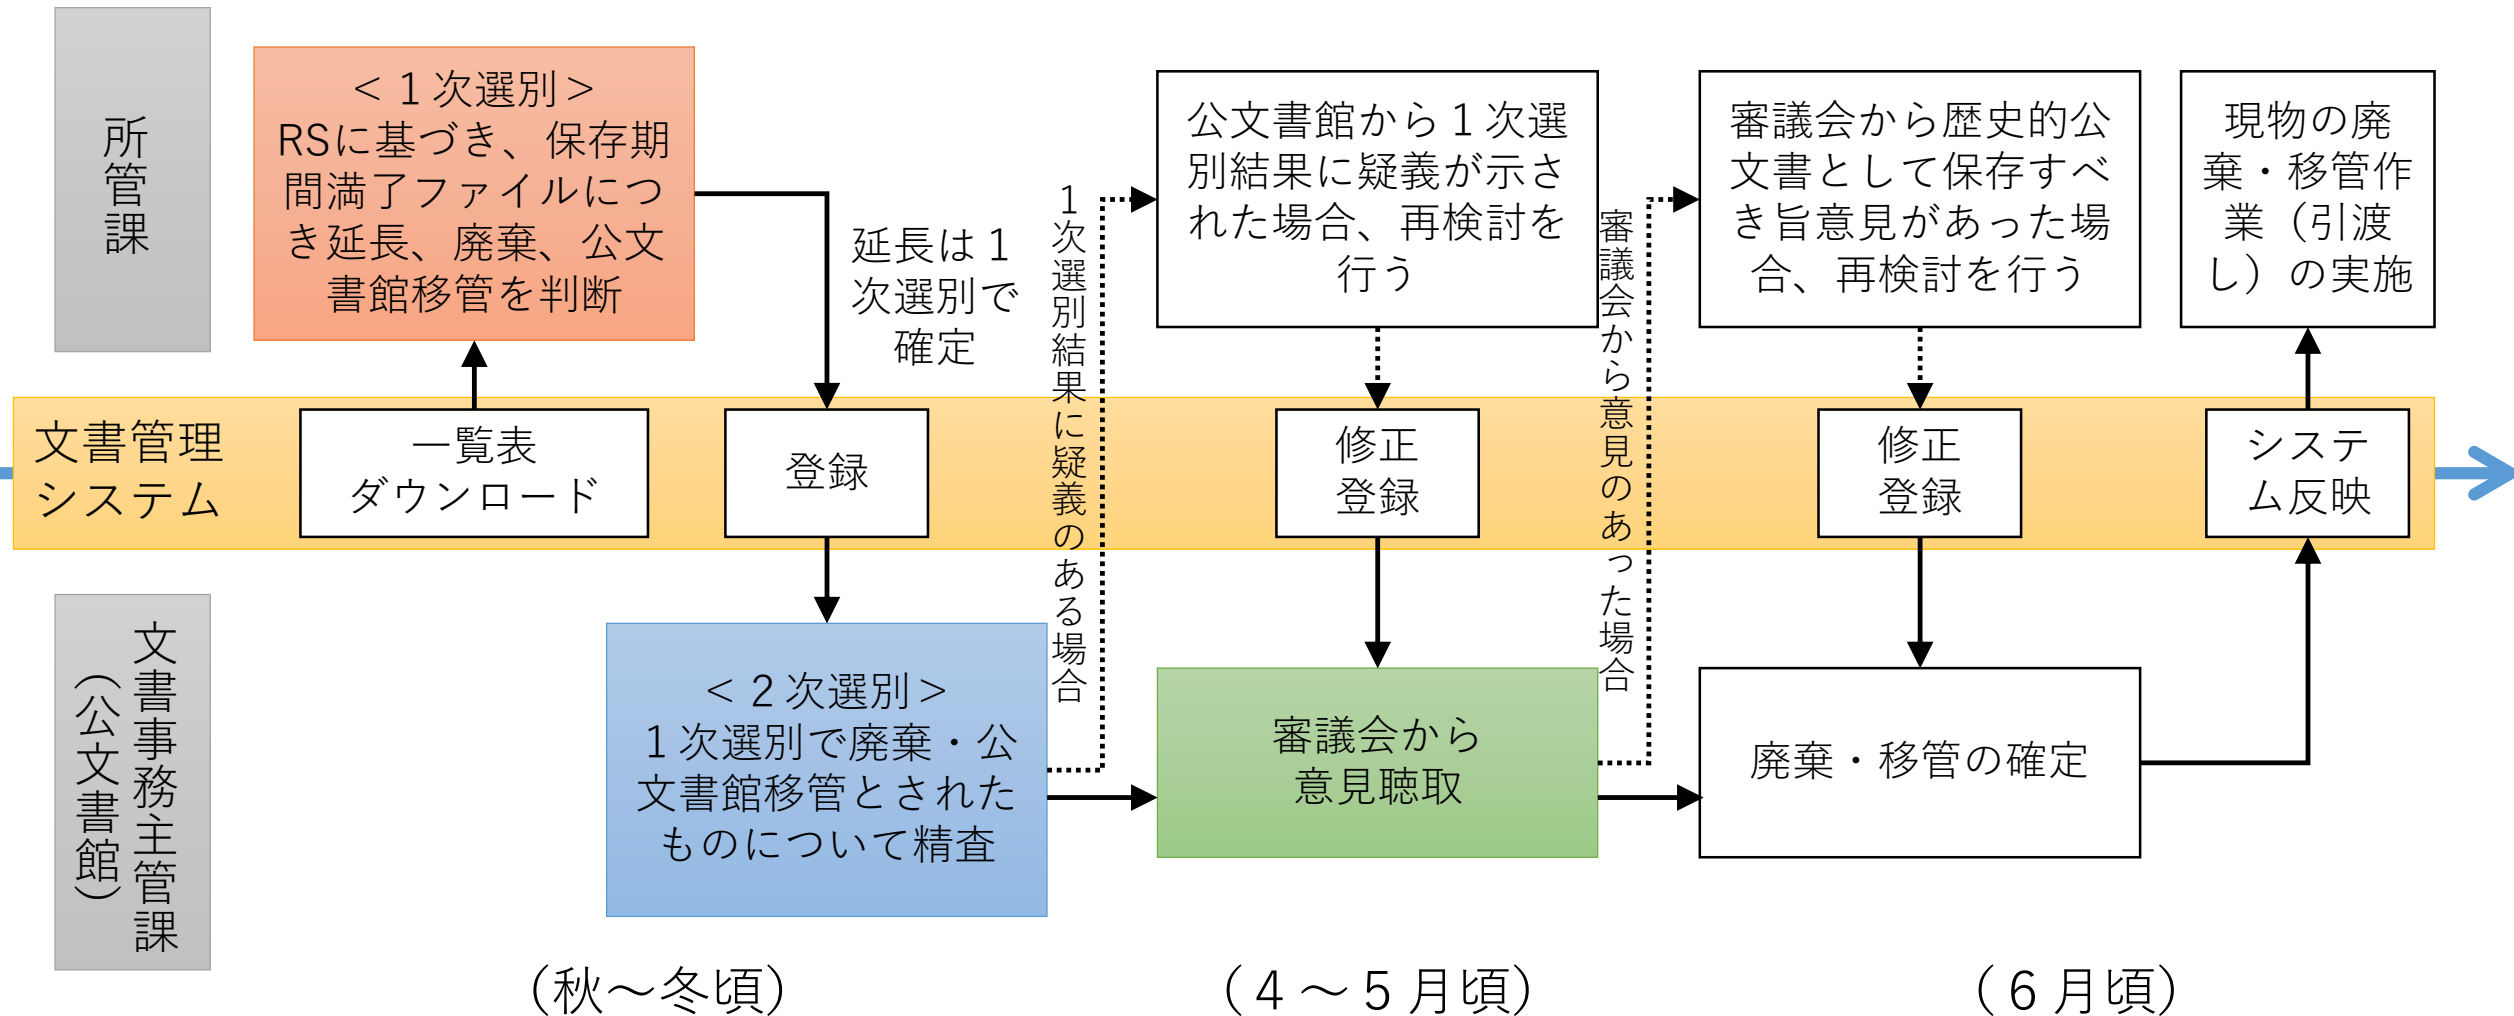 所管課
＜１次選別＞
RSに基づき、保存期
間満了ファイルにつ
き延長、廃棄、公文
書館移管を判断
延長は１
次選別で
確定
１次選別結果に疑義のある場合
公文書館から１次選
別結果に疑義が示さ
れた場合、再検討を
行う
審議会から意見のあった場合
審議会から歴史的公
文書として保存すべ
き旨意見があった場
合、再検討を行う
現物の廃
棄・移管作
業（引渡
し）の実施
文書管理
システム
一覧表
ダウンロード
登録
修正
登録
修正
登録
システ
ム反映
文書事務主管課
（公文書館）
＜２次選別＞
１次選別で廃棄・公
文書館移管とされた
ものについて精査
審議会から
意見聴取
廃棄・移管の確定
（秋～冬頃）
（４～５月頃）
（６月頃）